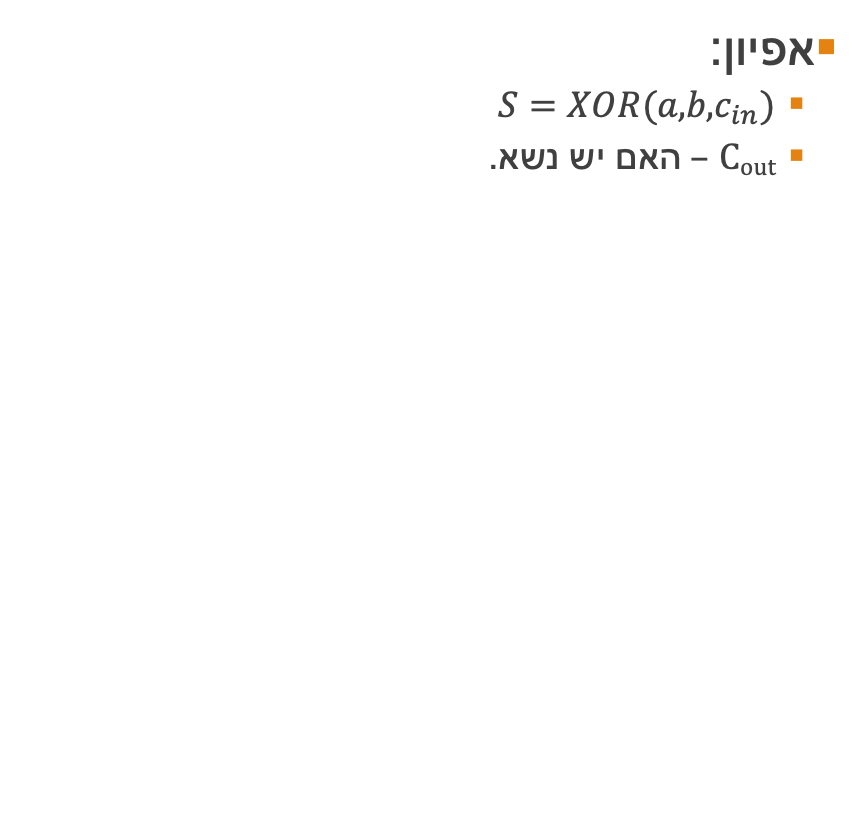 אפיון:
S = XOR(a,b,c_in)
C_out – האם יש נשא.